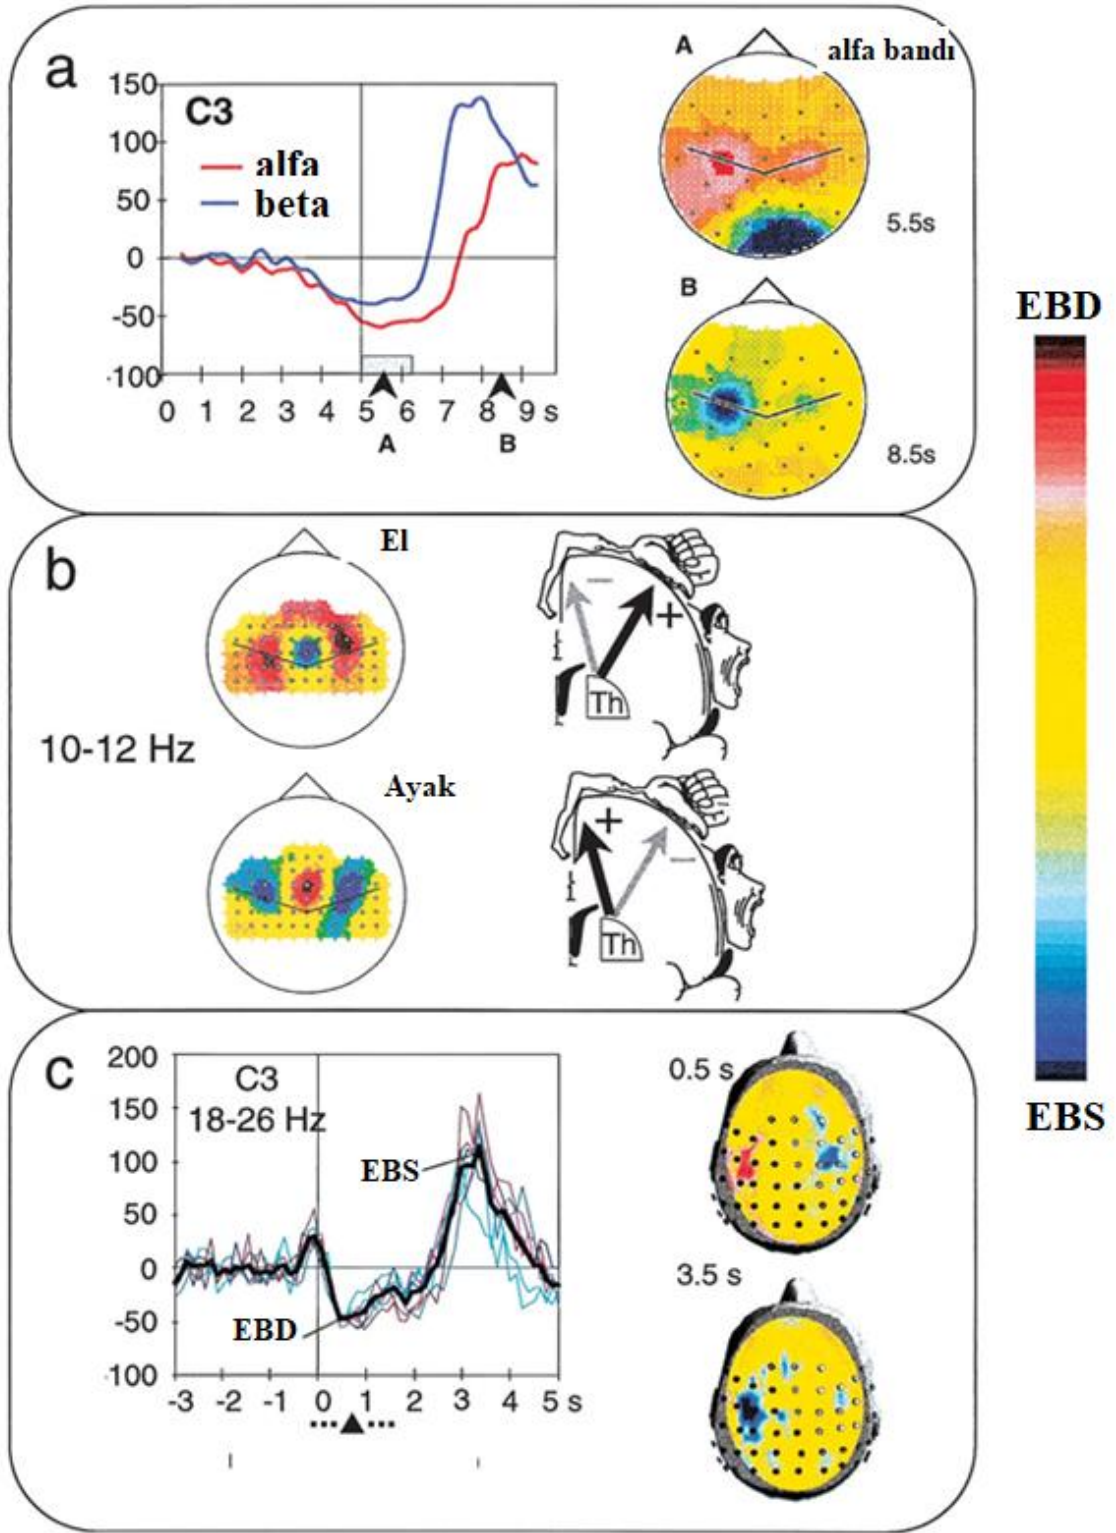 a
150
100
50
0
-50
-100
C3
alfa
beta
0 1 2 3 4 5 6 7 8 9 s
A B
A
alfa bandı
5.5s
B
8.5s
EBD
EBS
b
El
10-12 Hz
Ayak
+
Th
+
Th
c
200
150
100
50
0
-50
-100
C3
18-26 Hz
EBS
EBD
-3 -2 -1 0 1 2 3 4 5 s
0.5 s
3.5 s